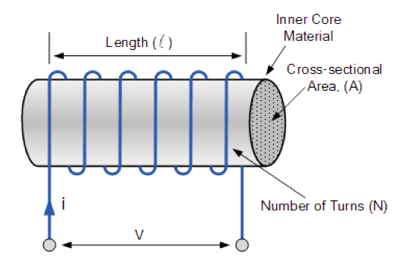 Length (ℓ)
Inner Core
Material
Cross-sectional
Area, (A)
Number of Turns (N)
i
V